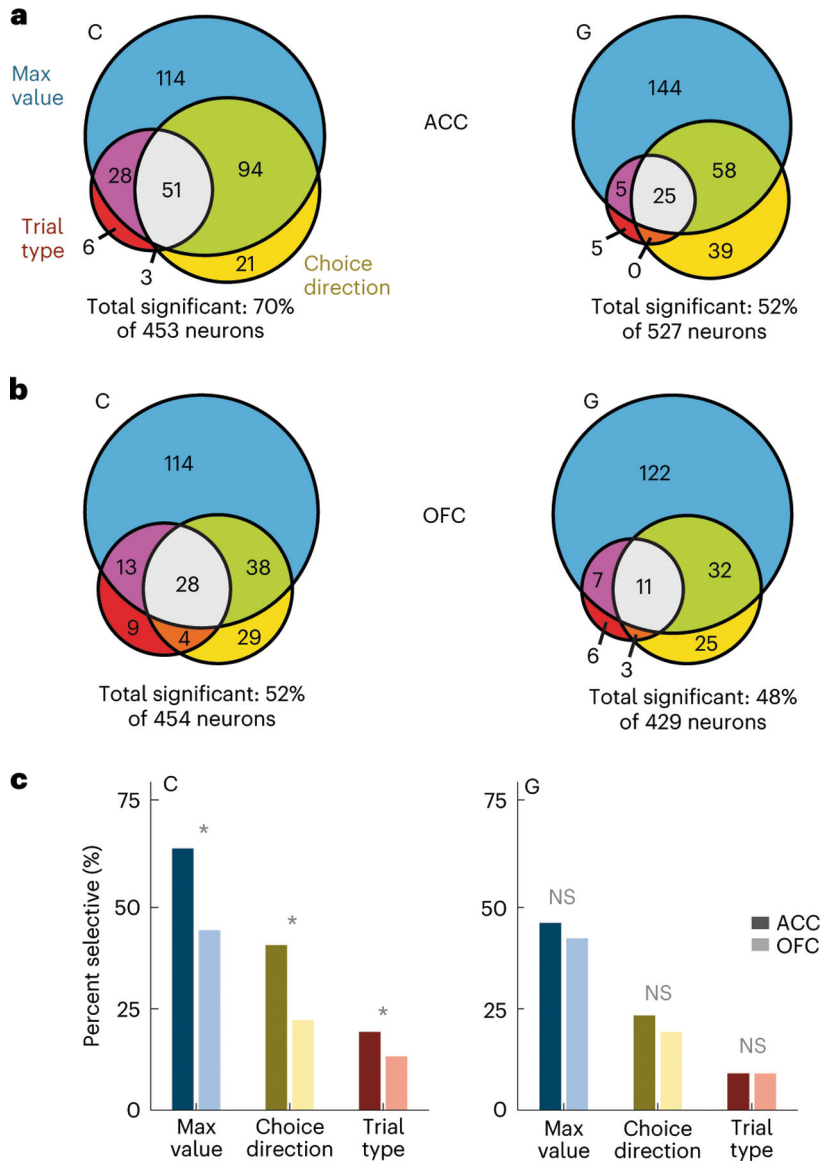 a
C
G
Max
value
114
144
ACC
28
51
94
5
25
58
Trial
type
6
3
21
Choice
direction
5
0
39
Total significant: 70%
of 453 neurons
Total significant: 52%
of 527 neurons
b
C
G
114
122
OFC
13
28
38
7
11
32
9
4
29
6
3
25
Total significant: 52%
of 454 neurons
Total significant: 48%
of 429 neurons
c
C
G
Percent selective (%)
75
50
25
0
*
*
*
Max
value
Choice
direction
Trial
type
75
50
25
0
NS
NS
NS
ACC
OFC
Max
value
Choice
direction
Trial
type